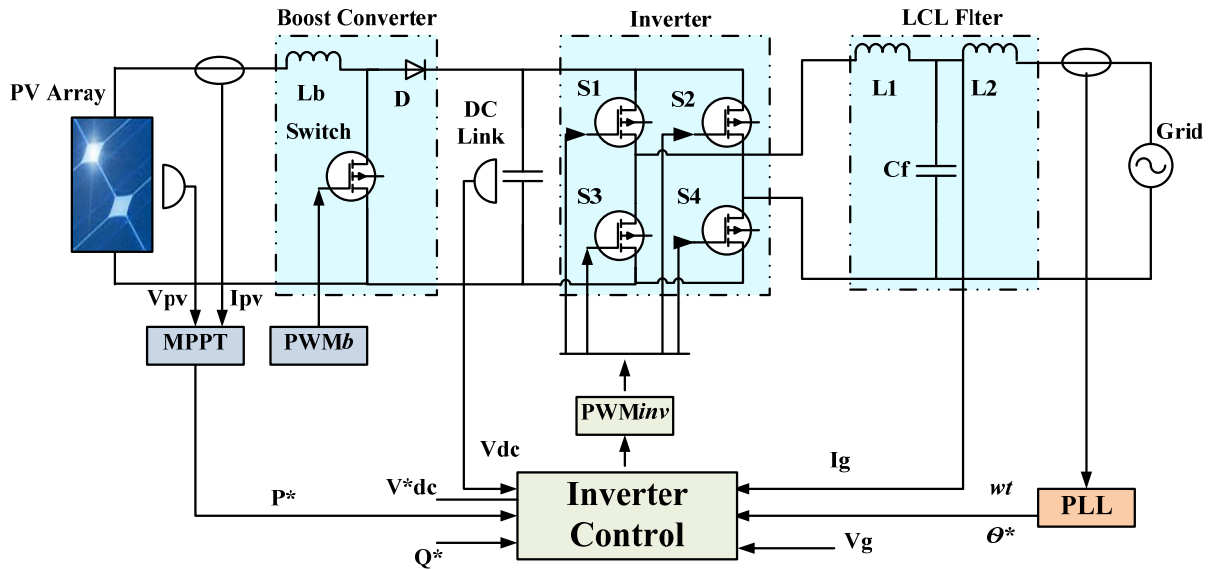 Boost Converter
Inverter
LCL Flter
PV Array
Lb
D
Switch
DC
Link
S1
S2
S3
S4
L1
L2
Cf
Grid
Vpv
Ipv
MPPT
PWMb
PWMinv
Vdc
V*dc
P*
Q*
Inverter
Control
Ig
wt
Θ*
Vg
PLL